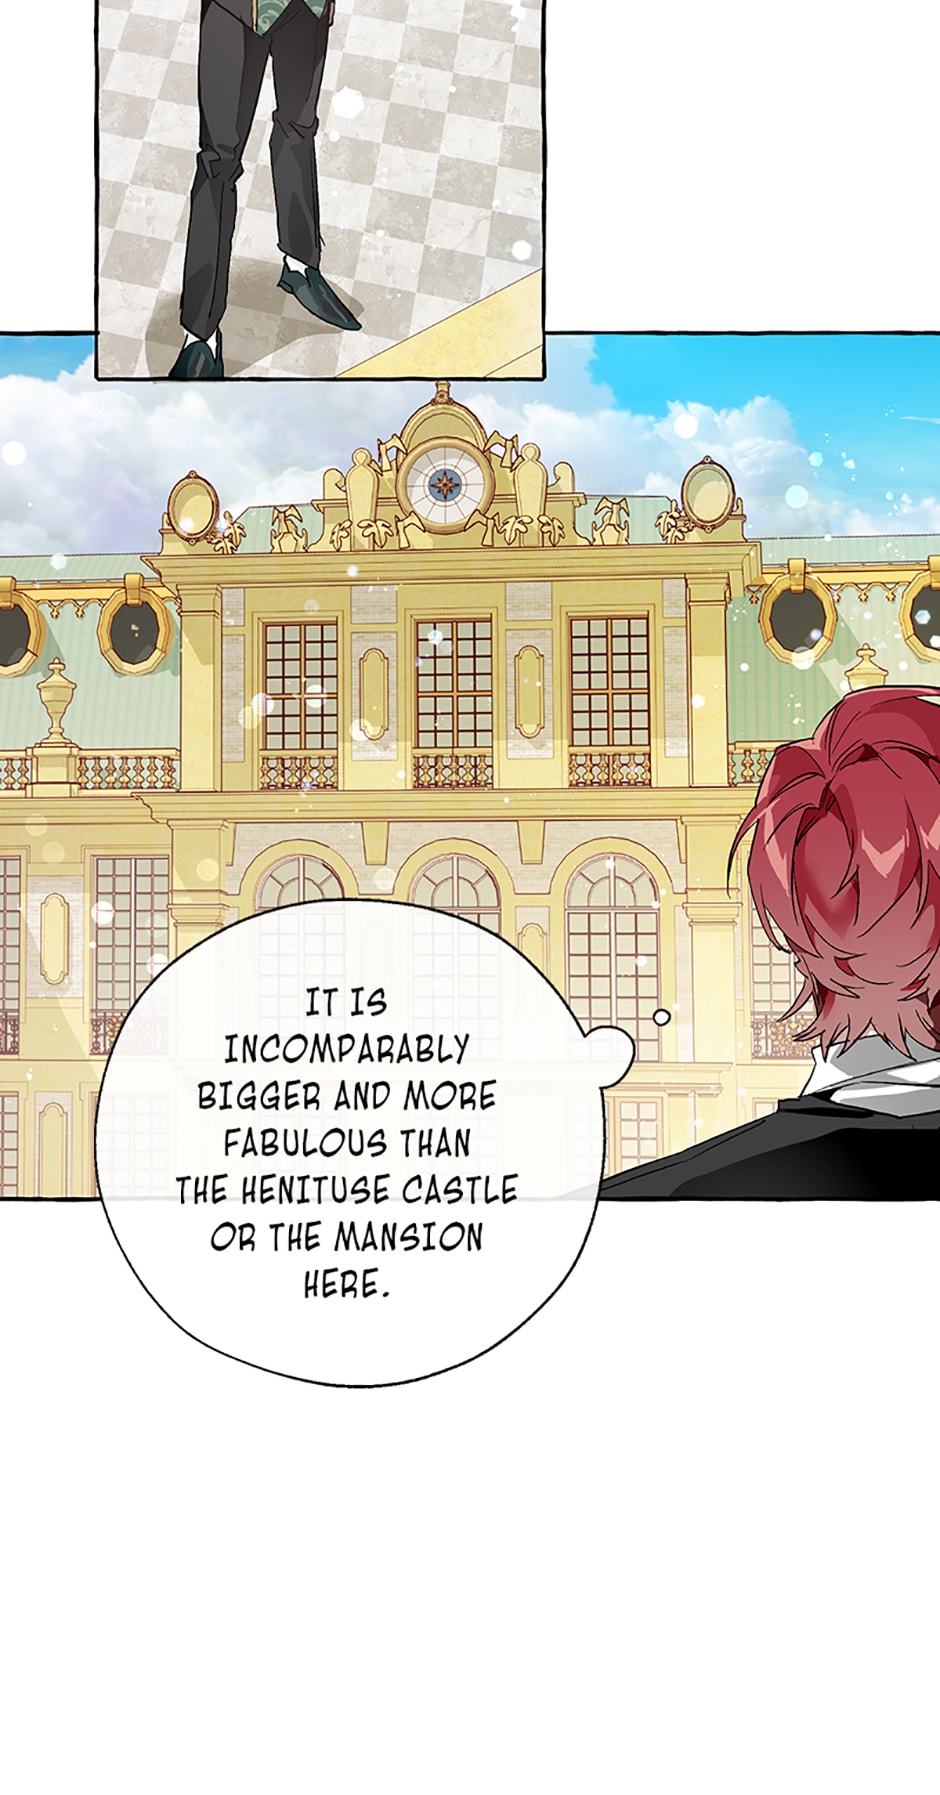 IT IS
INCOMPARABLY
BIGGER AND MORE
FABULOUS THAN
THE HENITUSE CASTLE
OR THE MANSION
HERE.